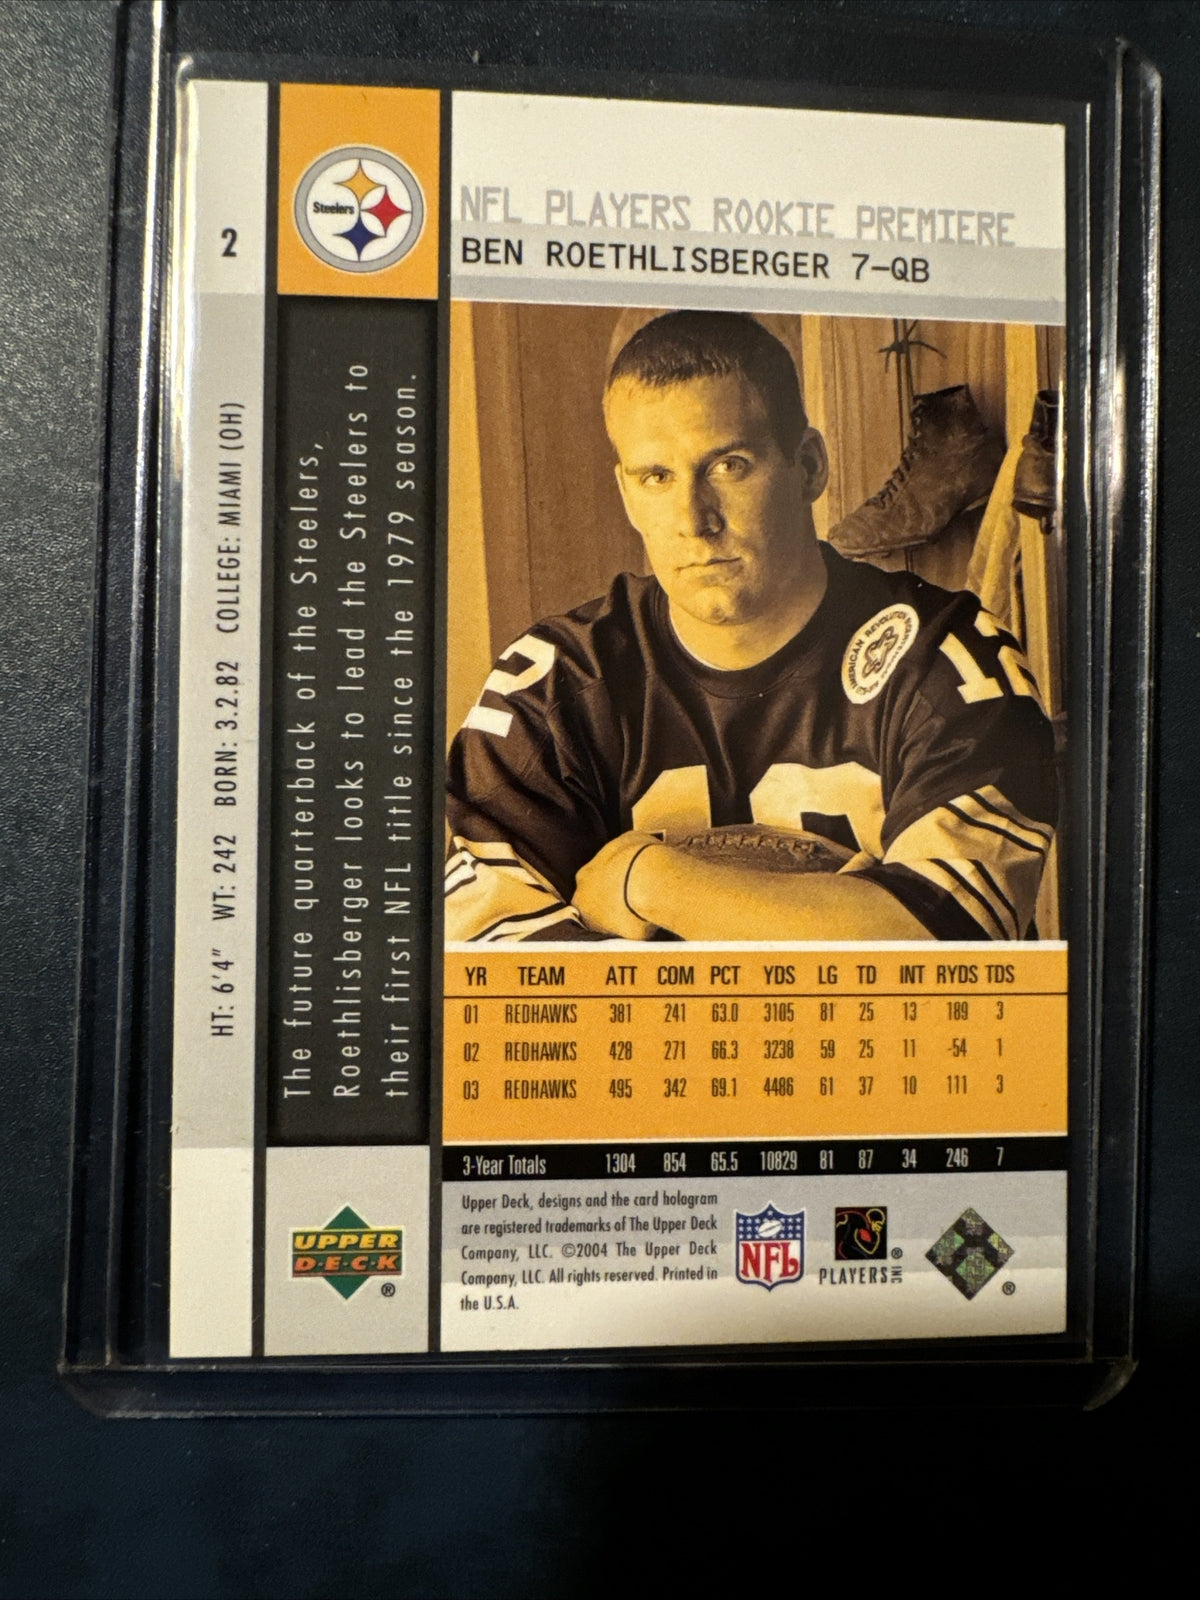 2
Steelers
NFL PLAYERS ROOKIE PREMIERE
BEN ROETHLISBERGER 7-QB
HT: 6'4" WT: 242 BORN: 3.2.82 COLLEGE: MIAMI (OH)
The future quarterback of the Steelers,
Roethlisberger looks to lead the Steelers to
their first NFL title since the 1979 season.
12
12
AMERICAN REVOLUTION
YR TEAM ATT COM PCT YDS LG TD INT RYDS TDS
01 REDHAWKS 381 241 63.0 3105 81 25 13 189 3
02 REDHAWKS 428 271 66.3 3238 59 25 11 -54 1
03 REDHAWKS 495 342 69.1 4486 61 37 10 111 3
3-Year Totals 1304 854 65.5 10829 81 87 34 246 7
UPPER
D·E·C·K
®
Upper Deck, designs and the card hologram
are registered trademarks of The Upper Deck
Company, LLC. ©2004 The Upper Deck
Company, LLC. All rights reserved. Printed in
the U.S.A.
NFL
PLAYERS INC ®
®